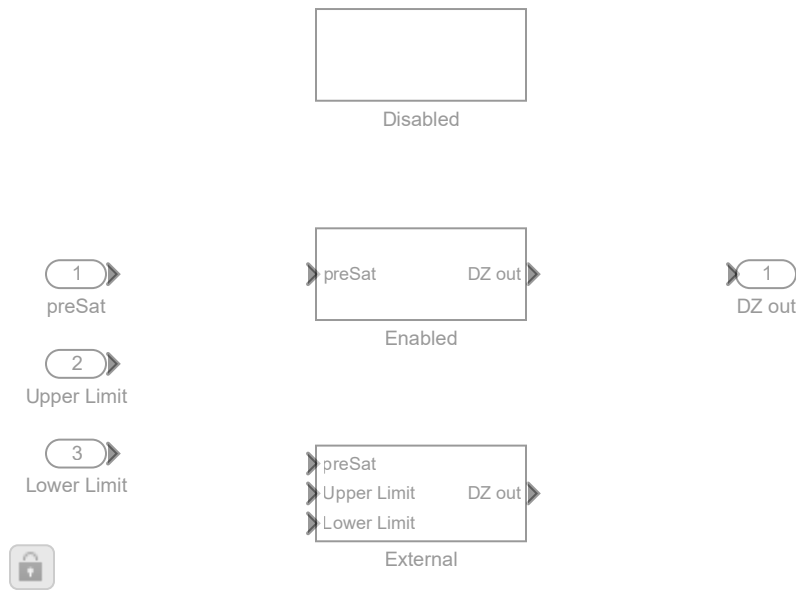 Disabled
1
preSat
2
Upper Limit
3
Lower Limit
preSat DZ out
Enabled
preSat
Upper Limit DZ out
Lower Limit
External
1
DZ out